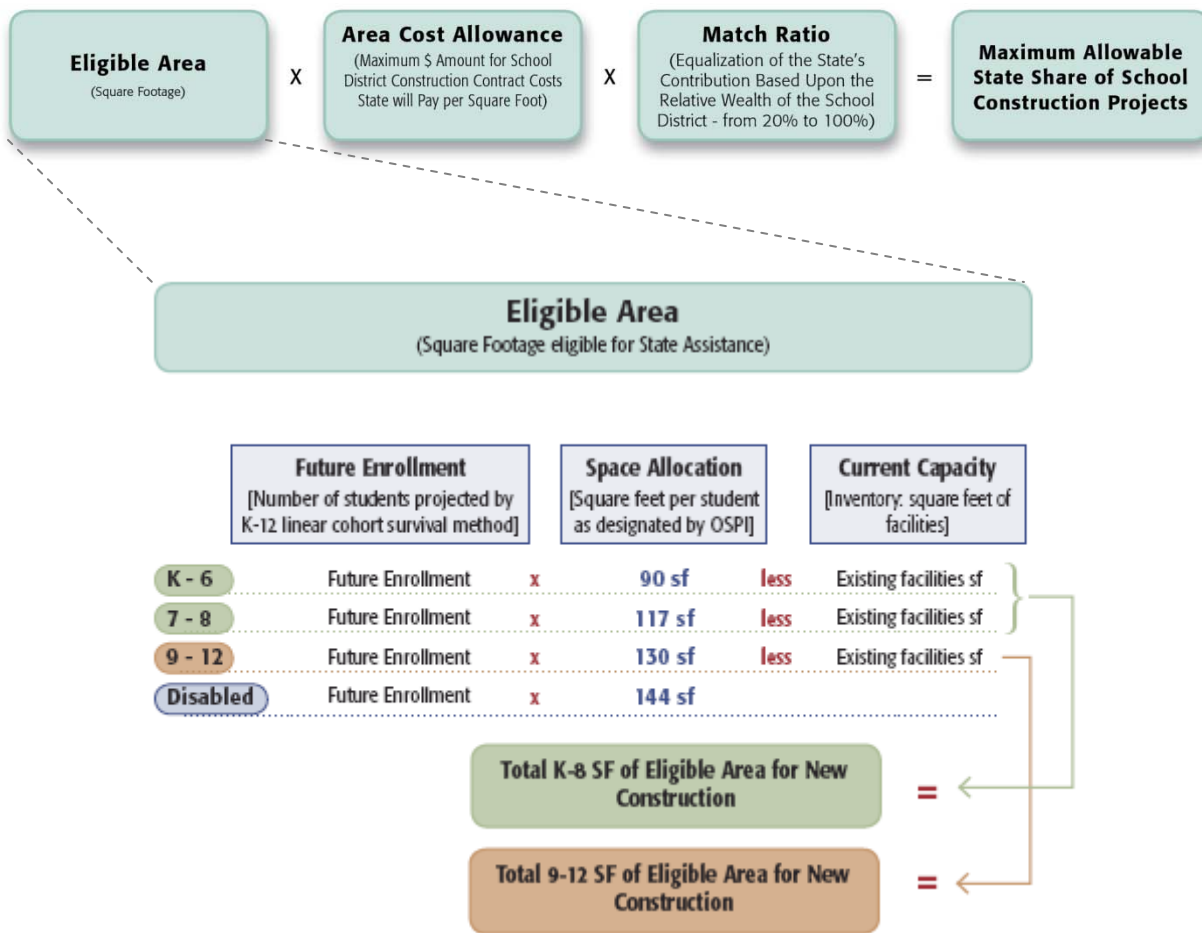 Eligible Area
(Square Footage)
X
Area Cost Allowance
(Maximum $ Amount for School
District Construction Contract Costs
State will Pay per Square Foot)
X
Match Ratio
(Equalization of the State's
Contribution Based Upon the
Relative Wealth of the School
District - from 20% to 100%)
=
Maximum Allowable
State Share of School
Construction Projects
Eligible Area
(Square Footage eligible for State Assistance)
Future Enrollment
[Number of students projected by
K-12 linear cohort survival method]
Space Allocation
[Square feet per student
as designated by OSPI]
Current Capacity
[Inventory: square feet of
facilities]
K - 6 Future Enrollment x 90 sf less Existing facilities sf
7 - 8 Future Enrollment x 117 sf less Existing facilities sf
9 - 12 Future Enrollment x 130 sf less Existing facilities sf
Disabled Future Enrollment x 144 sf
Total K-8 SF of Eligible Area for New
Construction
=
Total 9-12 SF of Eligible Area for New
Construction
=